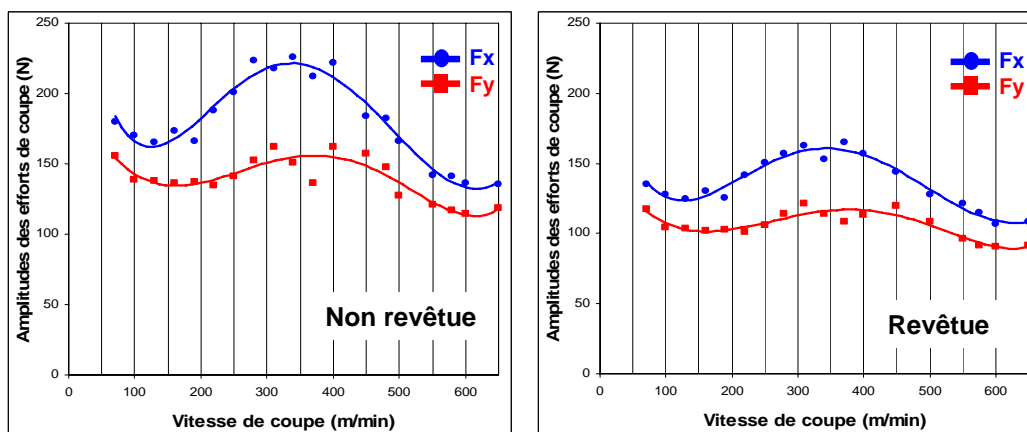 Amplitudes des efforts de coupe (N)
250
200
150
100
50
0
Fx
Fy
Non revêtue
0 100 200 300 400 500 600
Vitesse de coupe (m/min)
Amplitudes des efforts de coupe (N)
250
200
150
100
50
0
Fx
Fy
Revêtue
0 100 200 300 400 500 600
Vitesse de coupe (m/min)